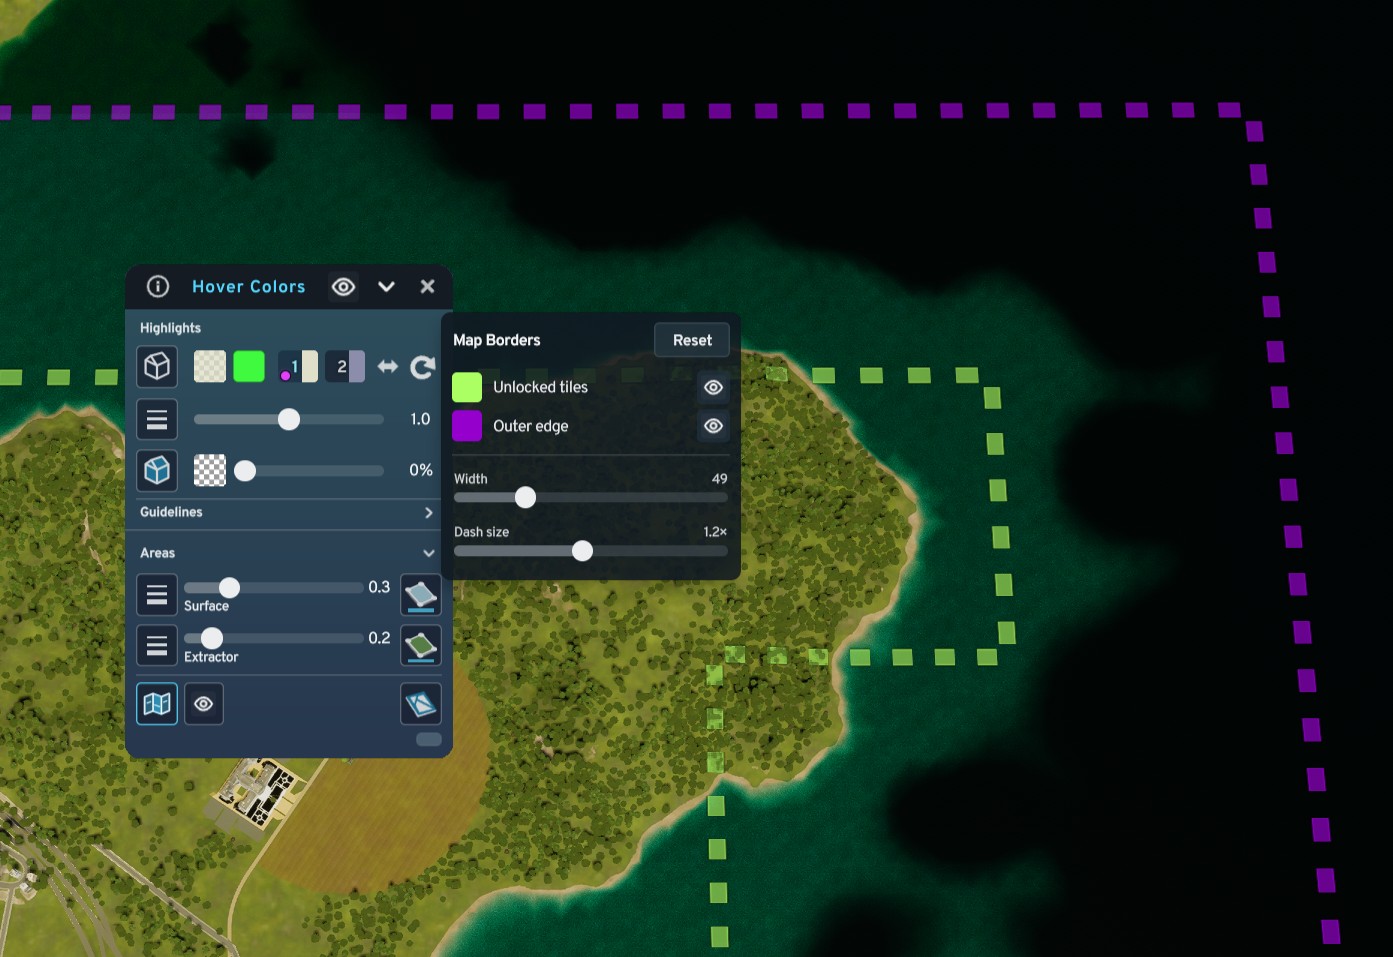 Hover Colors
Highlights
1
2
1.0
0%
Guidelines
Areas
0.3
Surface
0.2
Extractor
Map Borders
Reset
Unlocked tiles
Outer edge
Width
49
Dash size
1.2×